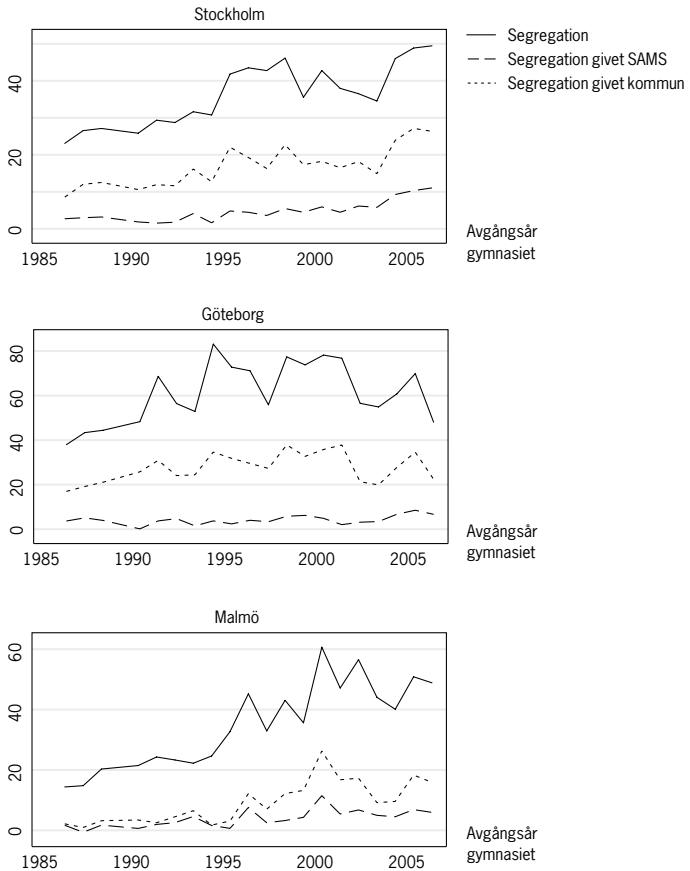 Stockholm
Segregation
Segregation givet SAMS
Segregation givet kommun
40
20
0
Avgångsår
gymnasiet
1985 1990 1995 2000 2005
Göteborg
80
60
40
20
0
Avgångsår
gymnasiet
1985 1990 1995 2000 2005
Malmö
60
40
20
0
Avgångsår
gymnasiet
1985 1990 1995 2000 2005